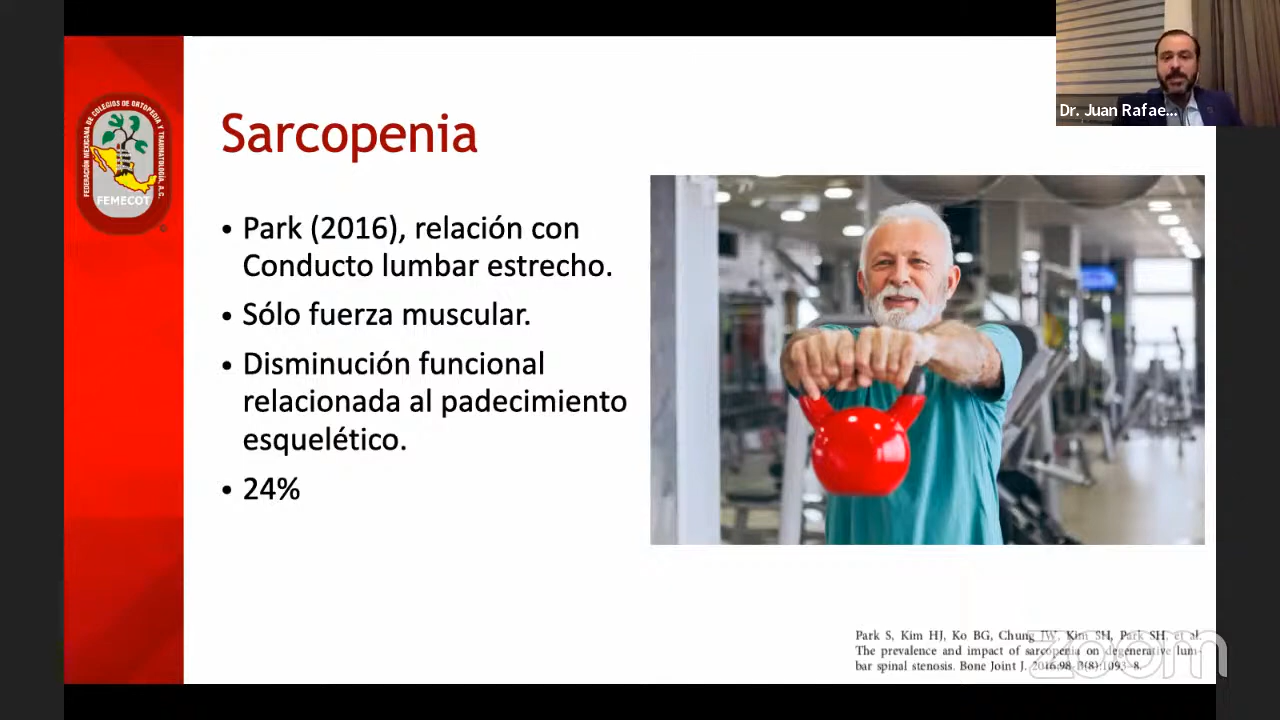 Dr. Juan Rafae...
FEDERACIÓN MEXICANA DE COLEGIOS DE ORTOPEDIA Y TRAUMATOLOGÍA, A.C.
FEMECOT
Sarcopenia
• Park (2016), relación con
Conducto lumbar estrecho.
• Sólo fuerza muscular.
• Disminución funcional
relacionada al padecimiento
esquelético.
• 24%
Park S, Kim HJ, Ko BG, Chung JW, Kim SH, Park SH, et al.
The prevalence and impact of sarcopenia on degenerative lum-
bar spinal stenosis. Bone Joint J. 2016;98-B(8):1093–8.
zoom